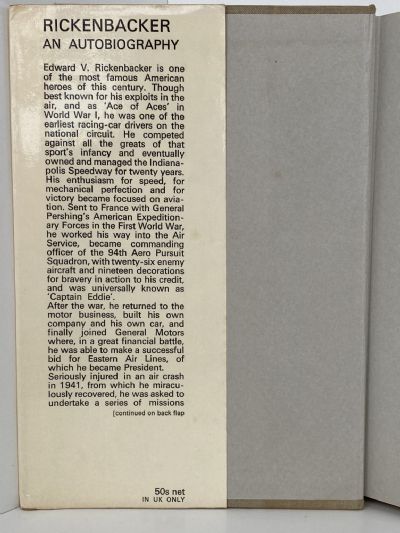 RICKENBACKER
AN AUTOBIOGRAPHY
Edward V. Rickenbacker is one
of the most famous American
heroes of this century. Though
best known for his exploits in the
air, and as 'Ace of Aces' in
World War I, he was one of the
earliest racing-car drivers on the
national circuit. He competed
against all the greats of that
sport's infancy and eventually
owned and managed the Indiana-
polis Speedway for twenty years.
His enthusiasm for speed, for
mechanical perfection and for
victory became focused on avia-
tion. Sent to France with General
Pershing's American Expedition-
ary Forces in the First World War,
he worked his way into the Air
Service, became commanding
officer of the 94th Aero Pursuit
Squadron, with twenty-six enemy
aircraft and nineteen decorations
for bravery in action to his credit,
and was universally known as
'Captain Eddie'.
After the war, he returned to the
motor business, built his own
company and his own car, and
finally joined General Motors
where, in a great financial battle,
he was able to make a successful
bid for Eastern Air Lines, of
which he became President.
Seriously injured in an air crash
in 1941, from which he miracu-
lously recovered, he was asked to
undertake a series of missions
[continued on back flap
50s net
IN UK ONLY